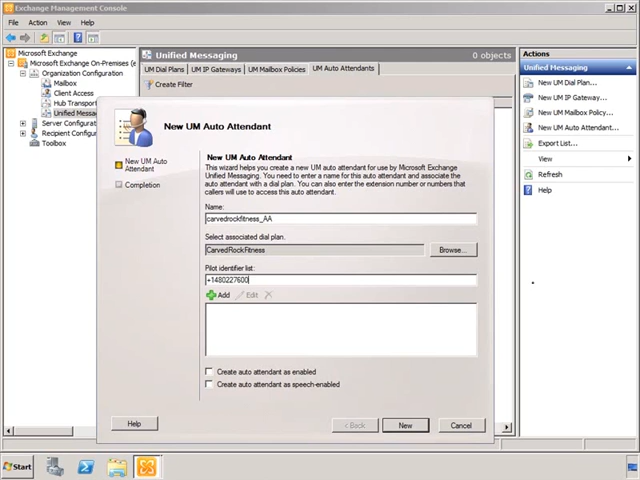 Exchange Management Console
File Action View Help
Microsoft Exchange
Microsoft Exchange On-Premises (e
Organization Configuration
Mailbox
Client Access
Hub Transport
Unified Messa
Server Configurat
Recipient Configur
Toolbox
Unified Messaging 0 objects
UM Dial Plans UM IP Gateways UM Mailbox Policies UM Auto Attendants
Create Filter
Actions
Unified Messaging
New UM Dial Plan...
New UM IP Gateway...
New UM Mailbox Policy...
New UM Auto Attendant...
Export List...
View
Refresh
Help
New UM Auto Attendant
New UM Auto
Attendant
Completion
New UM Auto Attendant
This wizard helps you create a new UM auto attendant for use by Microsoft Exchange
Unified Messaging. You need to enter a name for this auto attendant and associate the
auto attendant with a dial plan. You can also enter the extension number or numbers that
callers will use to access this auto attendant.
Name:
carvedrockfitness_AA
Select associated dial plan.
CarvedRockFitness Browse...
Pilot identifier list:
+1480227600
Add Edit
Create auto attendant as enabled
Create auto attendant as speech-enabled
Help < Back New Cancel
Start